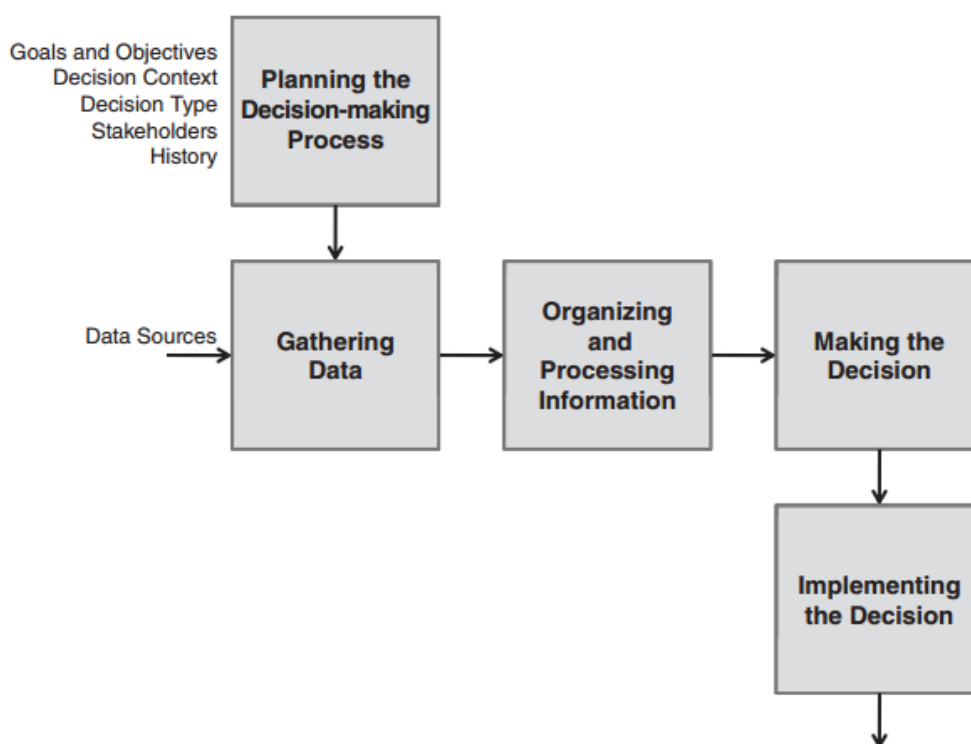 Goals and Objectives
Decision Context
Decision Type
Stakeholders
History
Planning the
Decision-making
Process
Data Sources
Gathering
Data
Organizing
and
Processing
Information
Making the
Decision
Implementing
the Decision